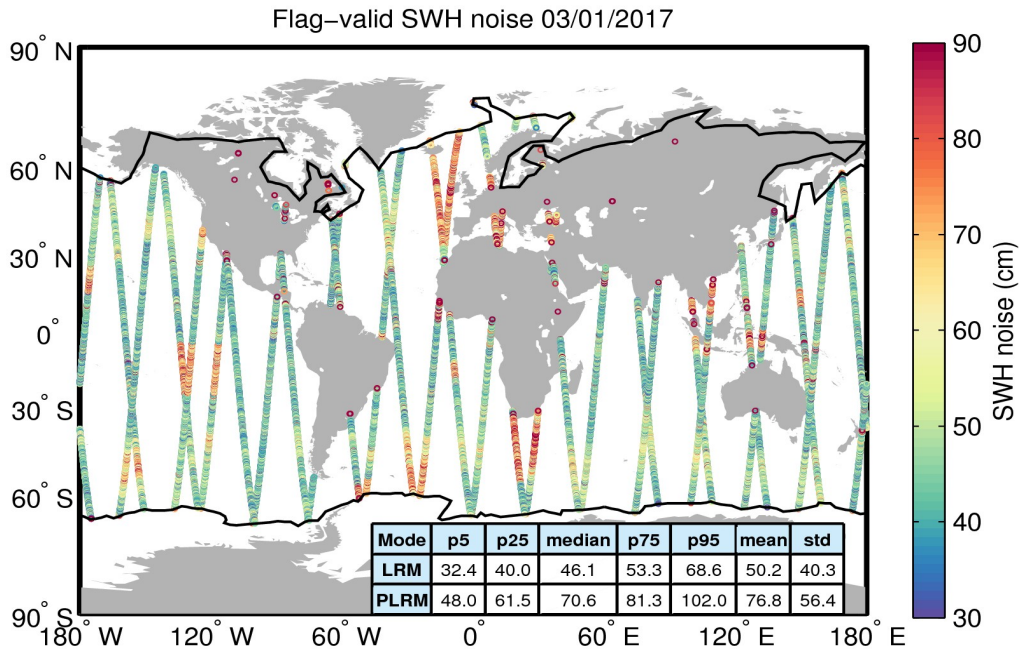 Flag−valid SWH noise 03/01/2017
90° N
60° N
30° N
0°
30° S
60° S
90° S
180° W
120° W
60° W
0°
60° E
120° E
180° E
Mode p5 p25 median p75 p95 mean std
LRM 32.4 40.0 46.1 53.3 68.6 50.2 40.3
PLRM 48.0 61.5 70.6 81.3 102.0 76.8 56.4
90
80
70
60
50
40
30
SWH noise (cm)